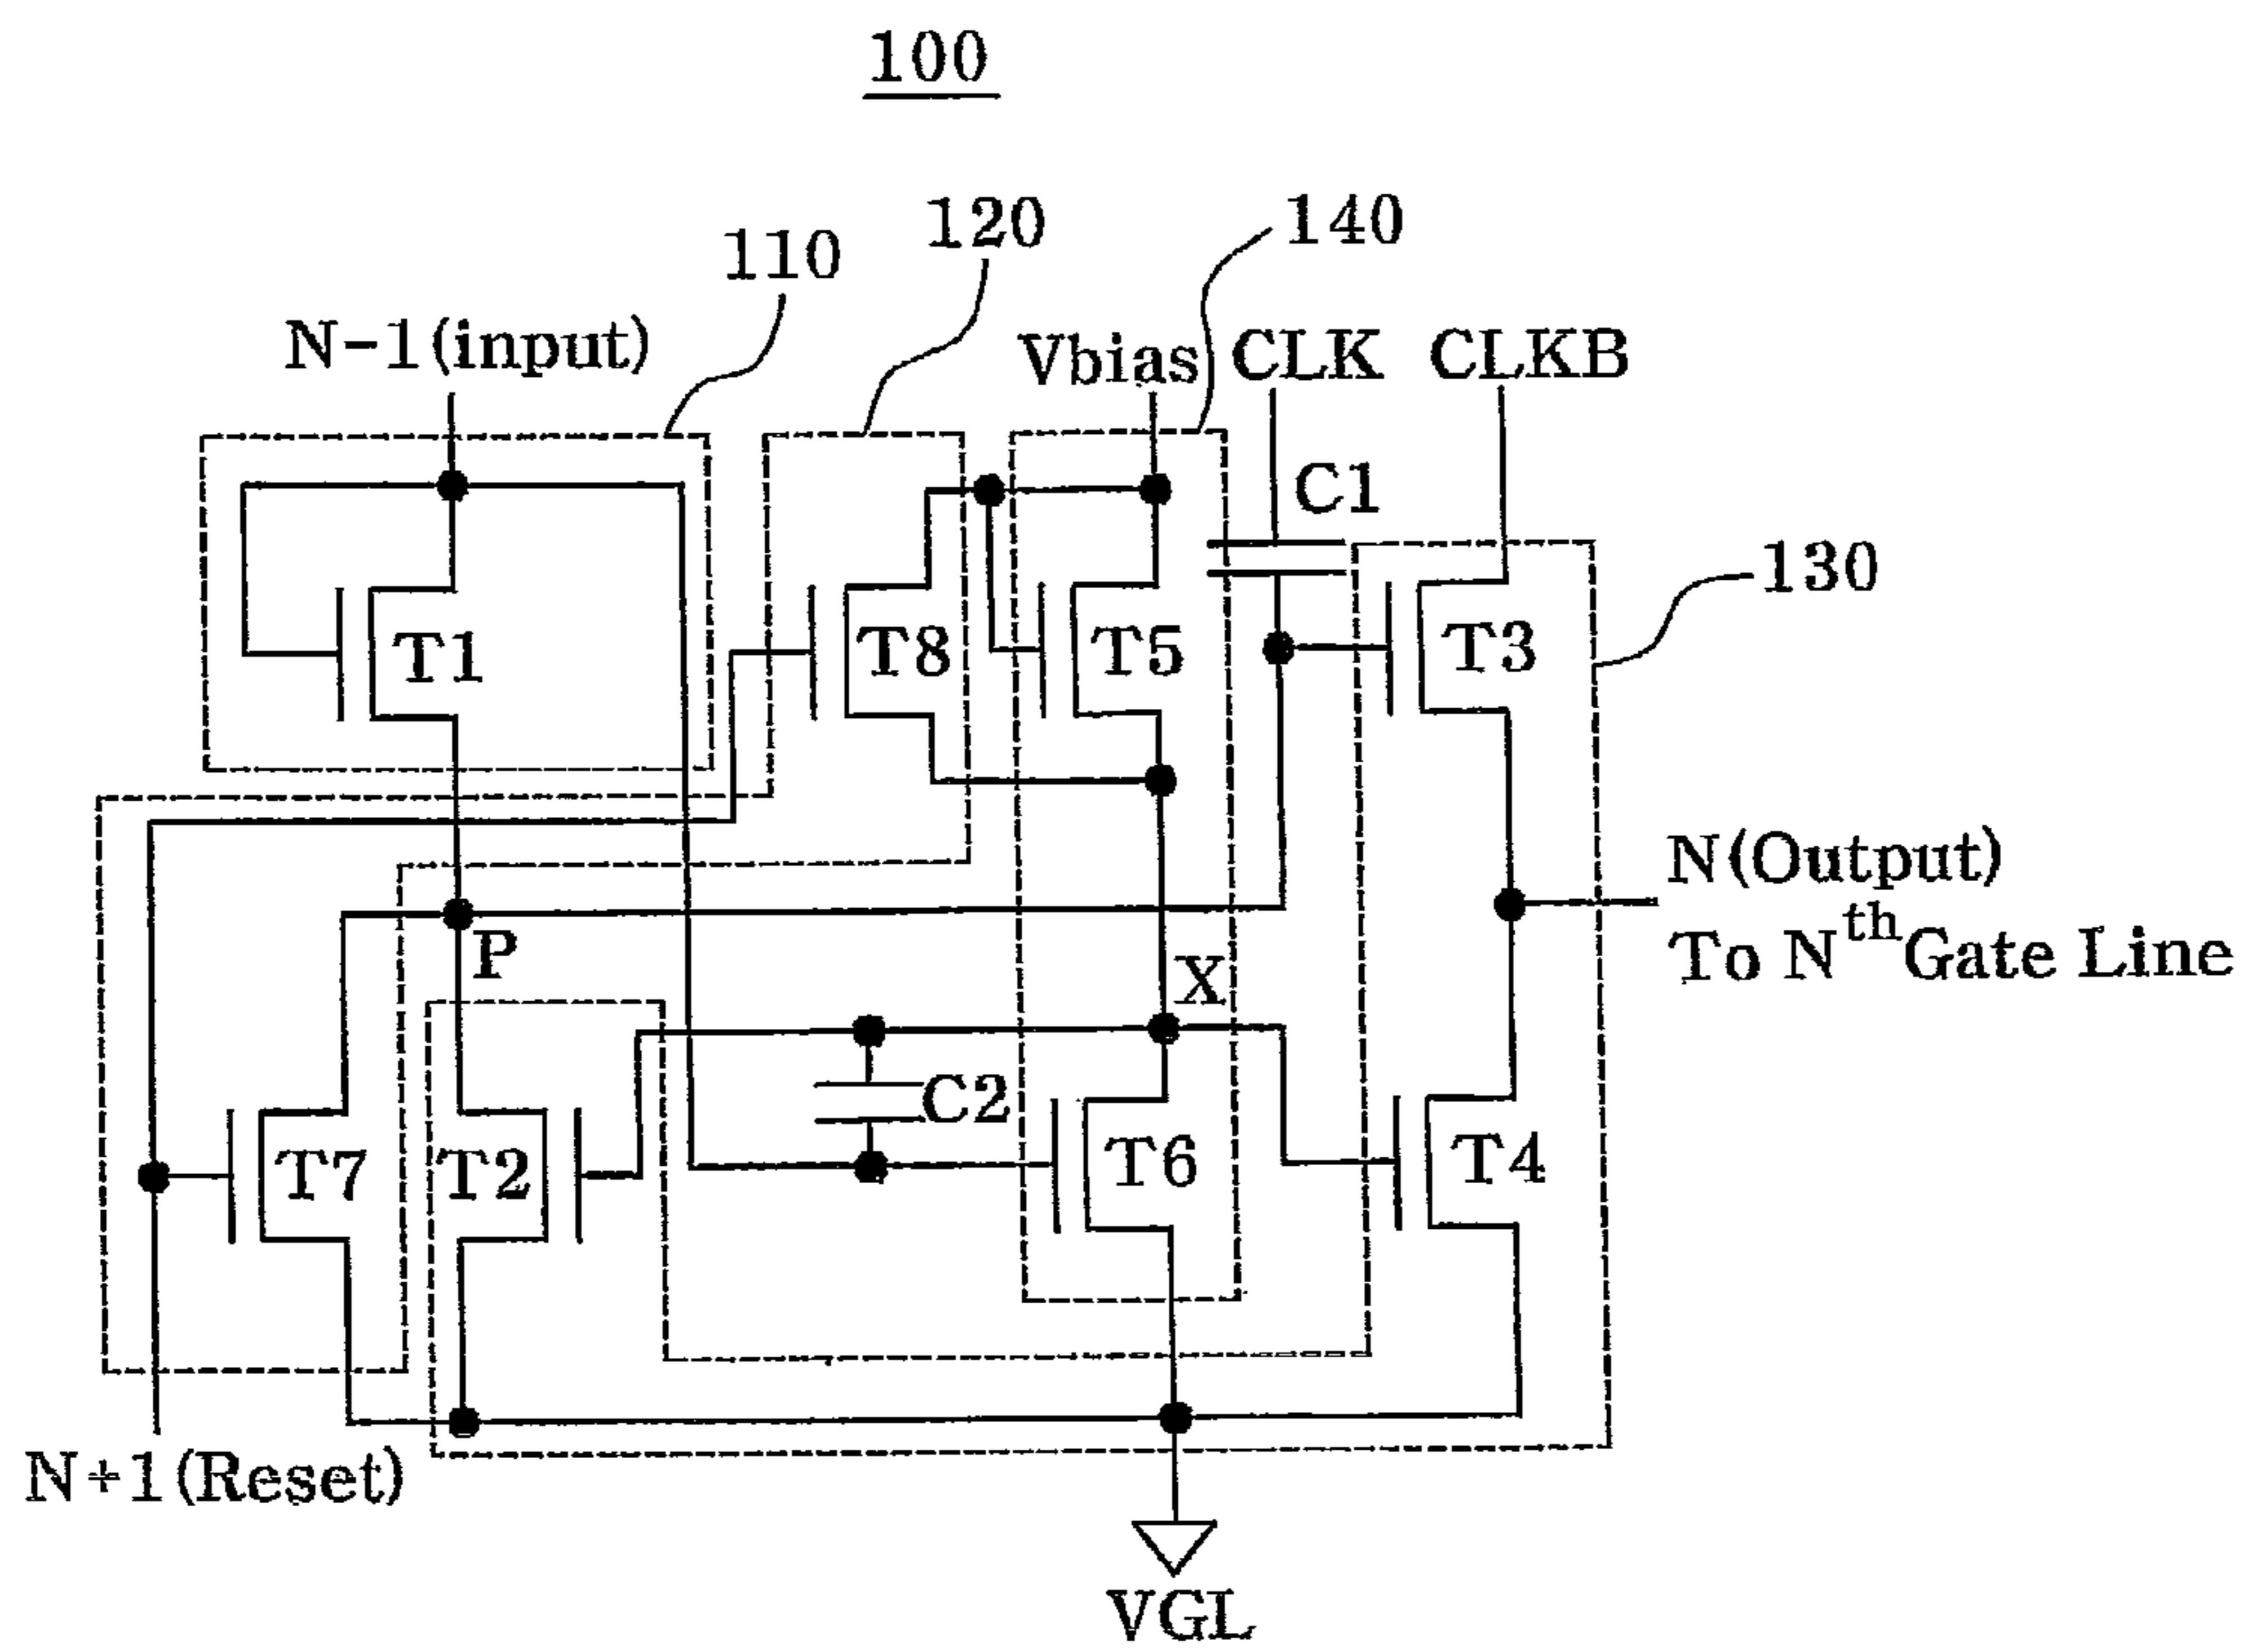 100
110
120
140
N-1(input)
Vbias
CLK
CLKB
C1
130
T1
T8
T5
T3
N(Output)
To Nth Gate Line
P
X
C2
T7
T2
T6
T4
N+1(Reset)
VGL